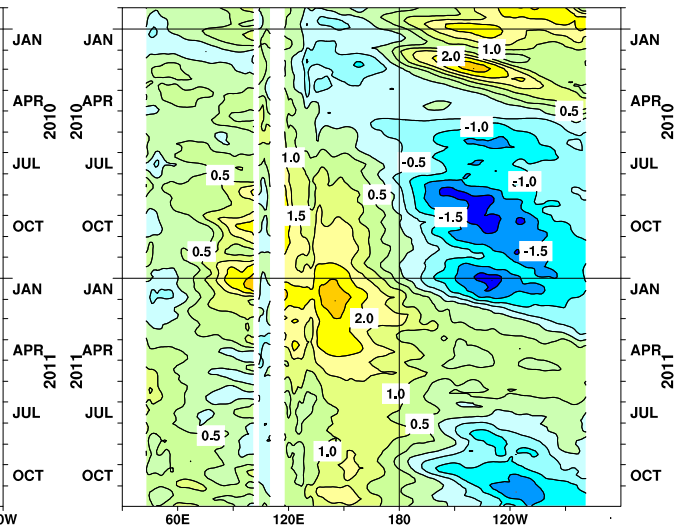 JAN JAN 1.0 JAN
2.0
APR APR 0.5 APR
2010 2010 -1.0 2010
JUL JUL 1.0 -0.5 JUL
0.5 0.5 -1.0
OCT OCT 1.5 -1.5 OCT
0.5 -1.5
JAN JAN JAN
2.0
APR APR APR
2011 2011 1.0 2011
JUL JUL 0.5 JUL
0.5 1.0
OCT OCT OCT
0W 60E 120E 180 120W